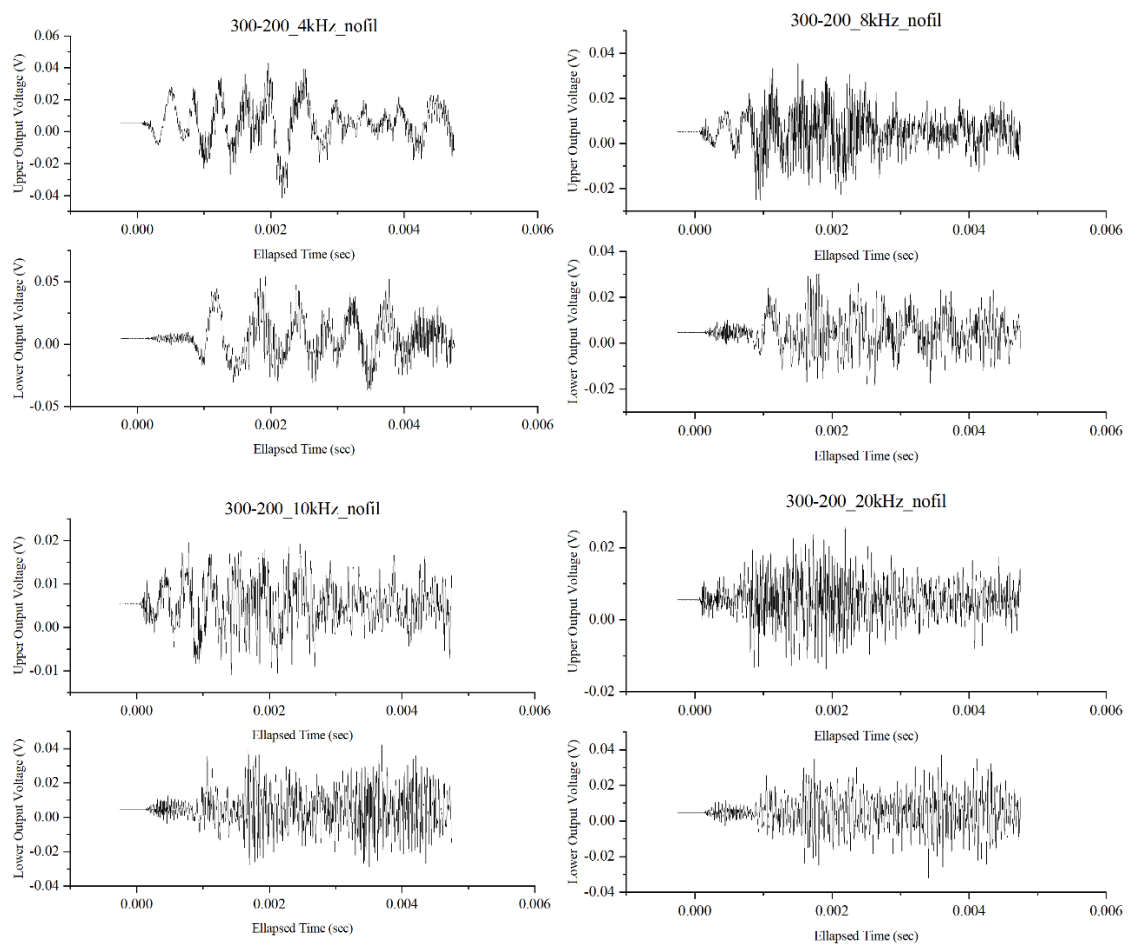 300-200_4kHz_nofil
Upper Output Voltage (V)
0.06
0.04
0.02
0.00
-0.02
-0.04
0.000 0.002 0.004 0.006
Ellapsed Time (sec)
Lower Output Voltage (V)
0.05
0.00
-0.05
0.000 0.002 0.004 0.006
Ellapsed Time (sec)
300-200_8kHz_nofil
Upper Output Voltage (V)
0.04
0.02
0.00
-0.02
0.000 0.002 0.004 0.006
Ellapsed Time (sec)
Lower Output Voltage (V)
0.04
0.02
0.00
-0.02
0.000 0.002 0.004 0.006
Ellapsed Time (sec)
300-200_10kHz_nofil
Upper Output Voltage (V)
0.02
0.01
0.00
-0.01
0.000 0.002 0.004 0.006
Ellapsed Time (sec)
Lower Output Voltage (V)
0.04
0.02
0.00
-0.02
-0.04
0.000 0.002 0.004 0.006
Ellapsed Time (sec)
300-200_20kHz_nofil
Upper Output Voltage (V)
0.02
0.00
-0.02
0.000 0.002 0.004 0.006
Ellapsed Time (sec)
Lower Output Voltage (V)
0.04
0.02
0.00
-0.02
-0.04
0.000 0.002 0.004 0.006
Ellapsed Time (sec)